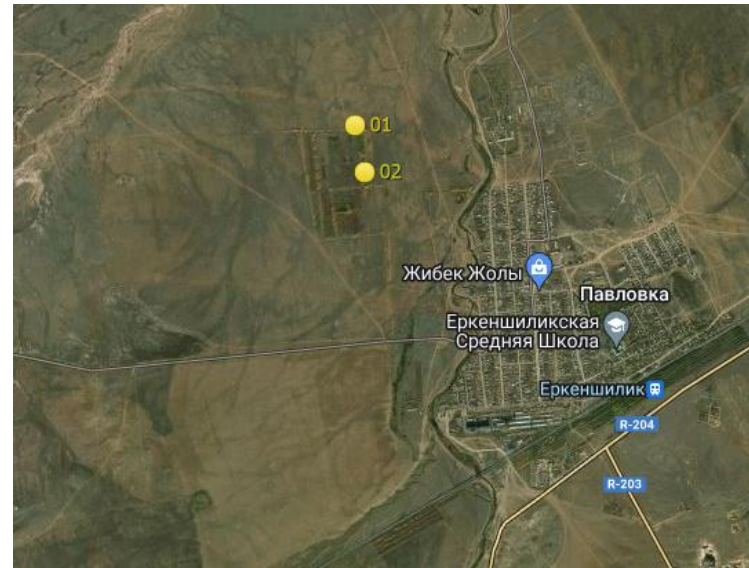 01
02
Жибек Жолы
Павловка
Еркеншиликская
Средняя Школа
Еркеншилик
R-204
R-203